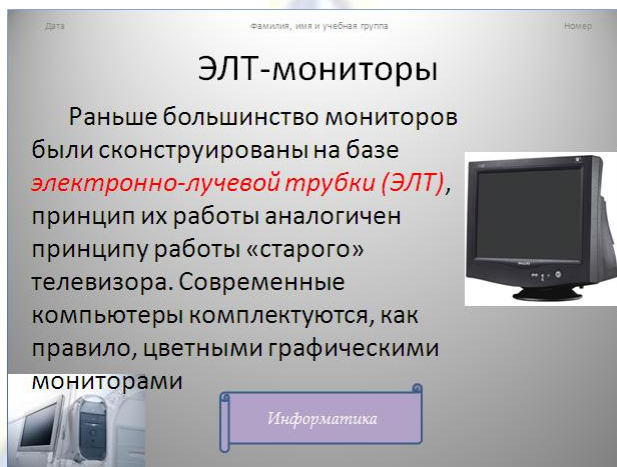 Дата Фамилия, имя и учебная группа Номер
ЭЛТ-мониторы
Раньше большинство мониторов
были сконструированы на базе
электронно-лучевой трубки (ЭЛТ),
принцип их работы аналогичен
принципу работы «старого»
телевизора. Современные
компьютеры комплектуются, как
правило, цветными графическими
мониторами
Информатика